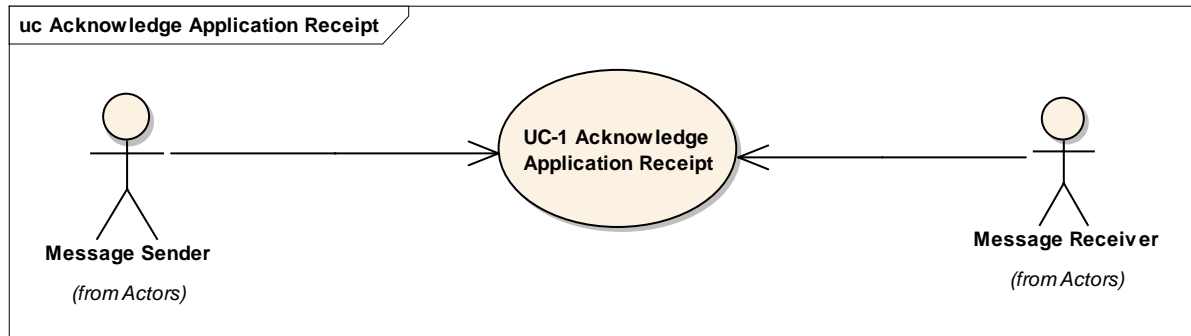 uc Acknowledge Application Receipt
UC-1 Acknowledge
Application Receipt
Message Sender
(from Actors)
Message Receiver
(from Actors)